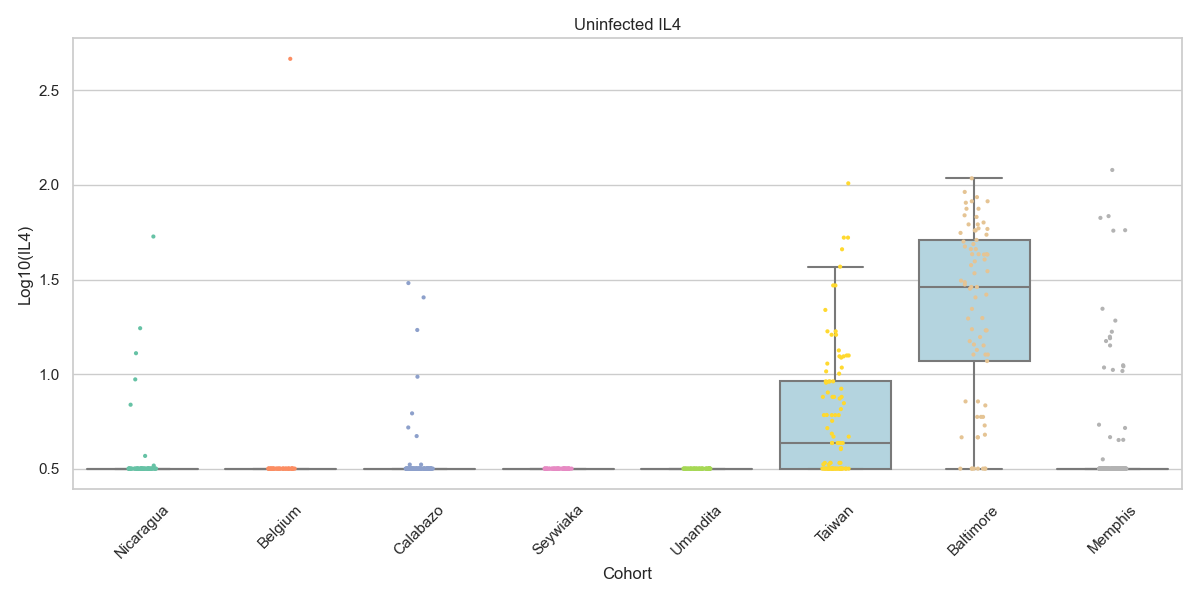 Uninfected IL4
Log10(IL4)
2.5
2.0
1.5
1.0
0.5
Nicaragua
Belgium
Calabazo
Seywiaka
Umandita
Taiwan
Baltimore
Memphis
Cohort